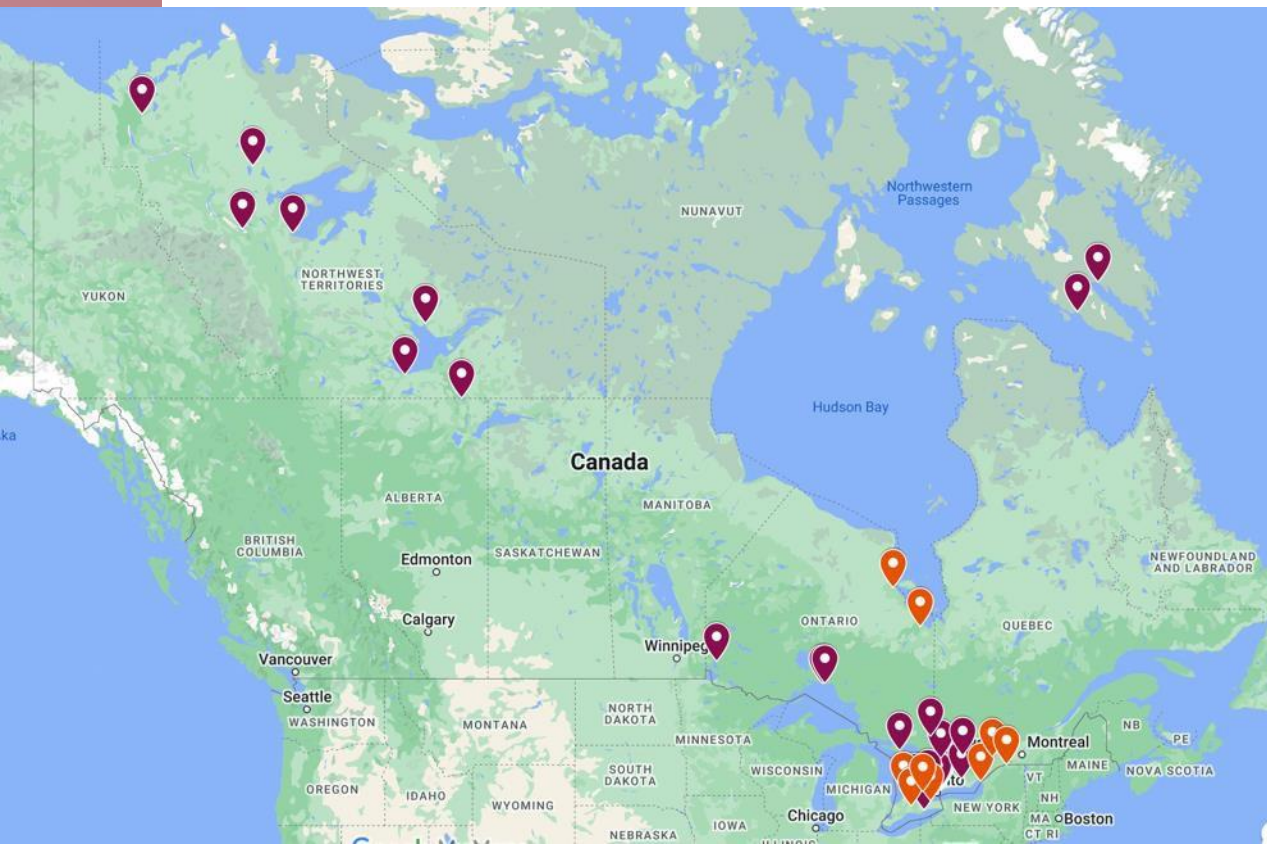 Northwestern
Passages
NUNAVUT
NORTHWEST
TERRITORIES
YUKON
Hudson Bay
ka
Canada
ALBERTA
MANITOBA
BRITISH
COLUMBIA
Edmonton
SASKATCHEWAN
NEWFOUNDLAND
AND LABRADOR
Calgary
ONTARIO
QUEBEC
Winnipeg
Vancouver
Seattle
WASHINGTON
NORTH
DAKOTA
MONTANA
MINNESOTA
NB
PE
Montreal
MAINE
NOVA SCOTIA
SOUTH
DAKOTA
WISCONSIN
MICHIGAN
to
VT
OREGON
IDAHO
WYOMING
NH
NEW YORK
Chicago
IOWA
MA
Boston
CT RI
NEBRASKA